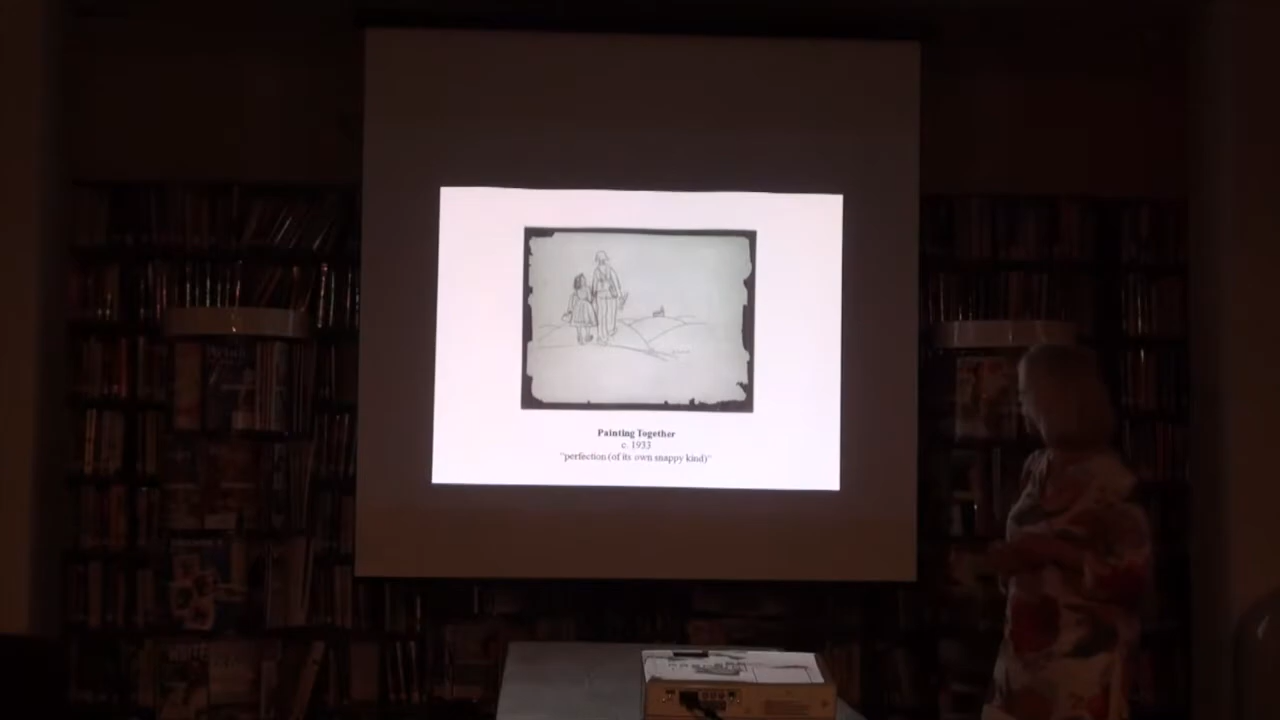 Painting Together
c. 1933
"perfection (of its own snappy kind)"